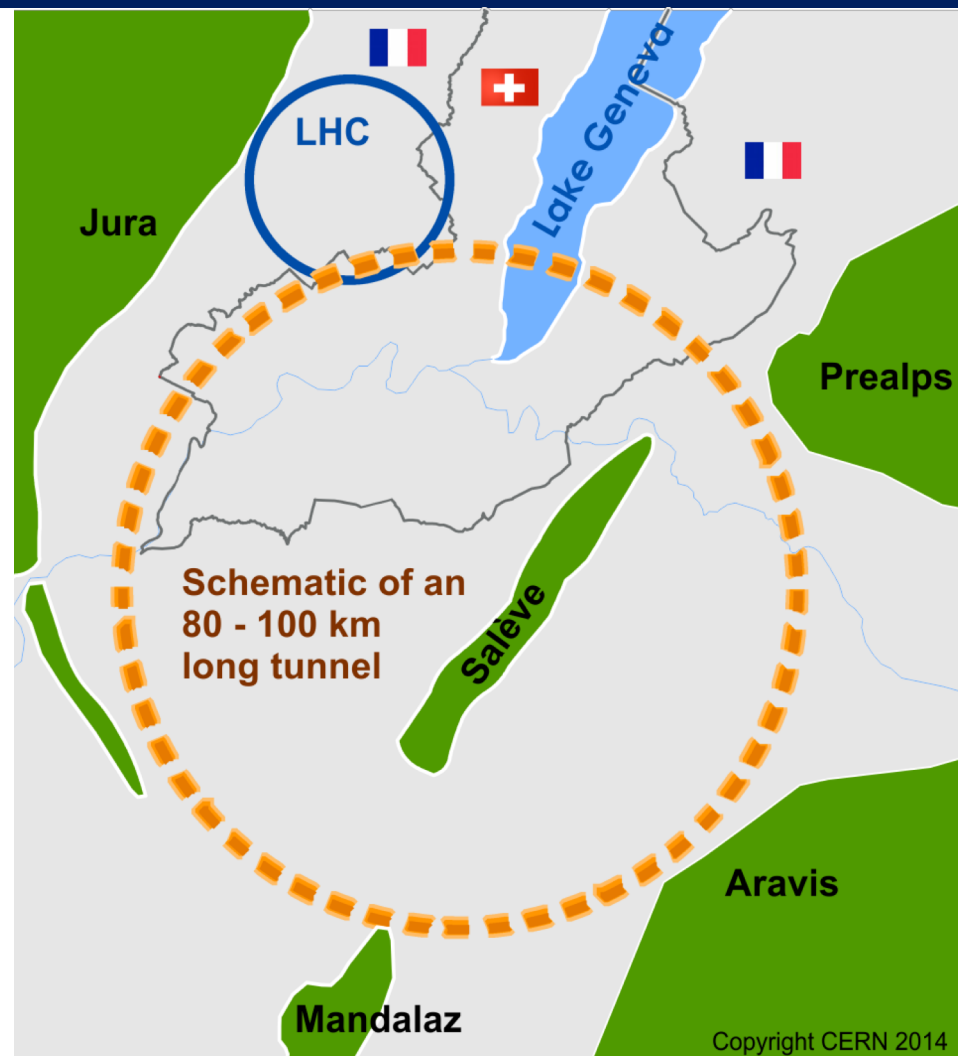 LHC
Lake Geneva
Jura
Prealps
Schematic of an
80 - 100 km
long tunnel
Salève
Aravis
Mandalaz
Copyright CERN 2014